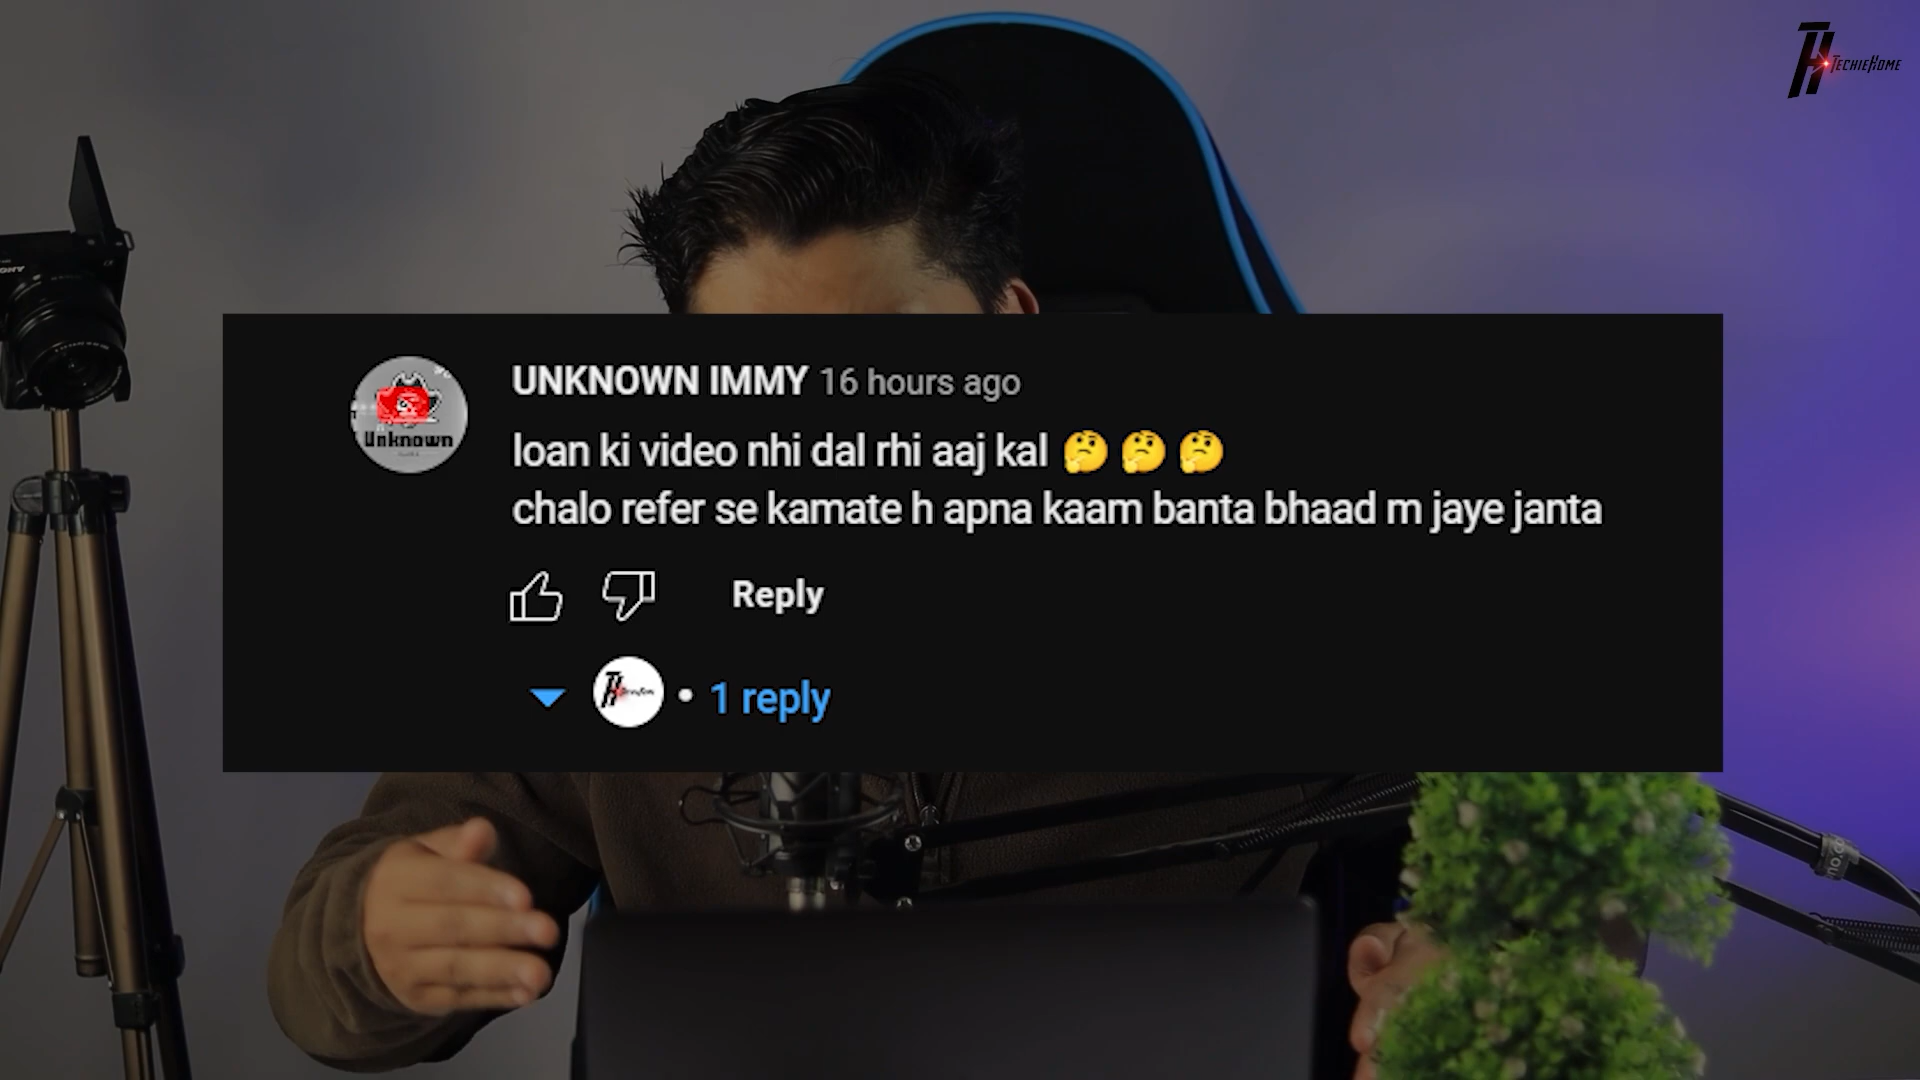 TECHIEHOME
UNKNOWN IMMY 16 hours ago
loan ki video nhi dal rhi aaj kal 🤔 🤔 🤔
chalo refer se kamate h apna kaam banta bhaad m jaye janta
Unknown
Reply
1 reply